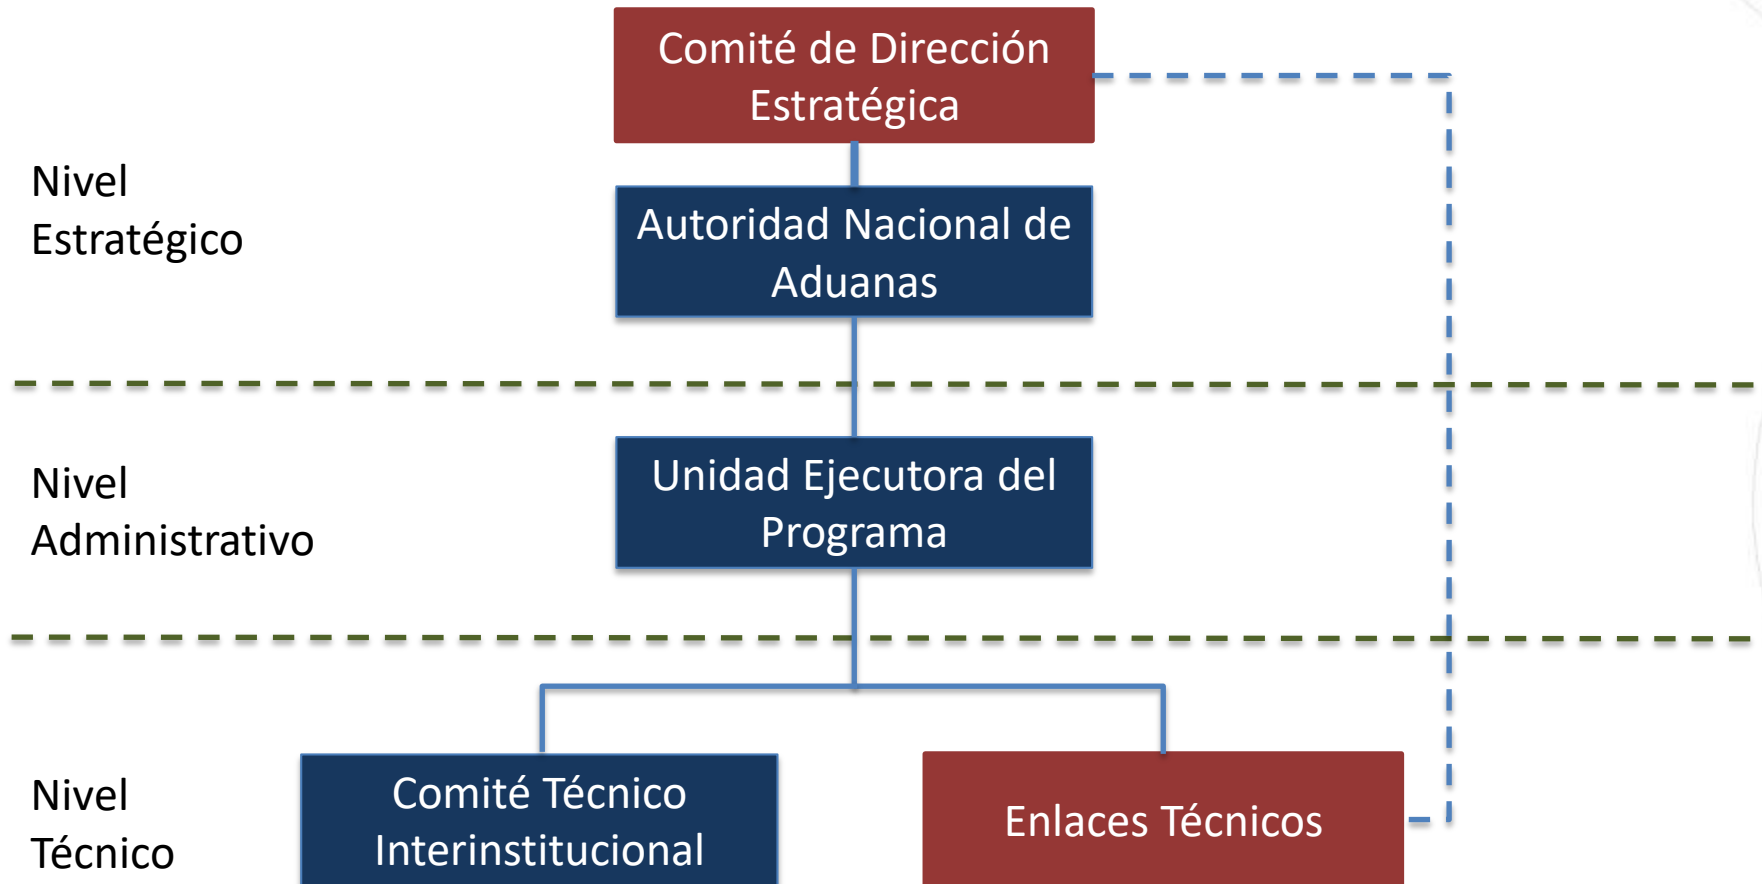 Comité de Dirección
Estratégica
Nivel
Estratégico
Autoridad Nacional de
Aduanas
Nivel
Administrativo
Unidad Ejecutora del
Programa
Nivel
Técnico
Comité Técnico
Interinstitucional
Enlaces Técnicos